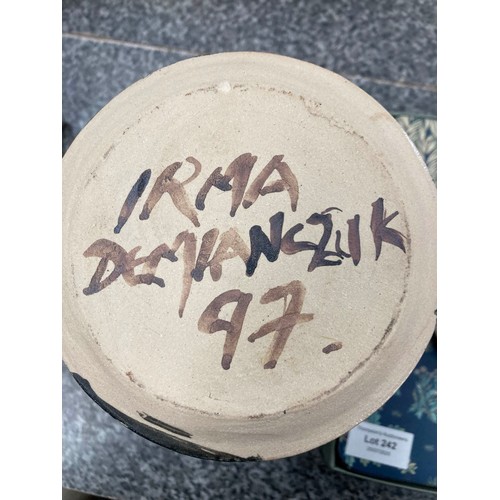 IRMA
DEMIANCZUK
97.
Lot 242